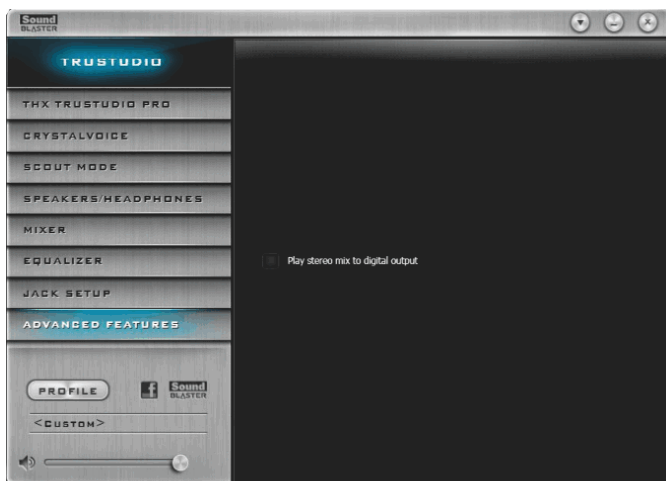 Sound
BLASTER
TRUSTUDIO
THX TRUSTUDIO PRO
CRYSTALVOICE
SCOUT MODE
SPEAKERS/HEADPHONES
MIXER
EQUALIZER
JACK SETUP
ADVANCED FEATURES
Play stereo mix to digital output
PROFILE
f
Sound
BLASTER
<CUSTOM>